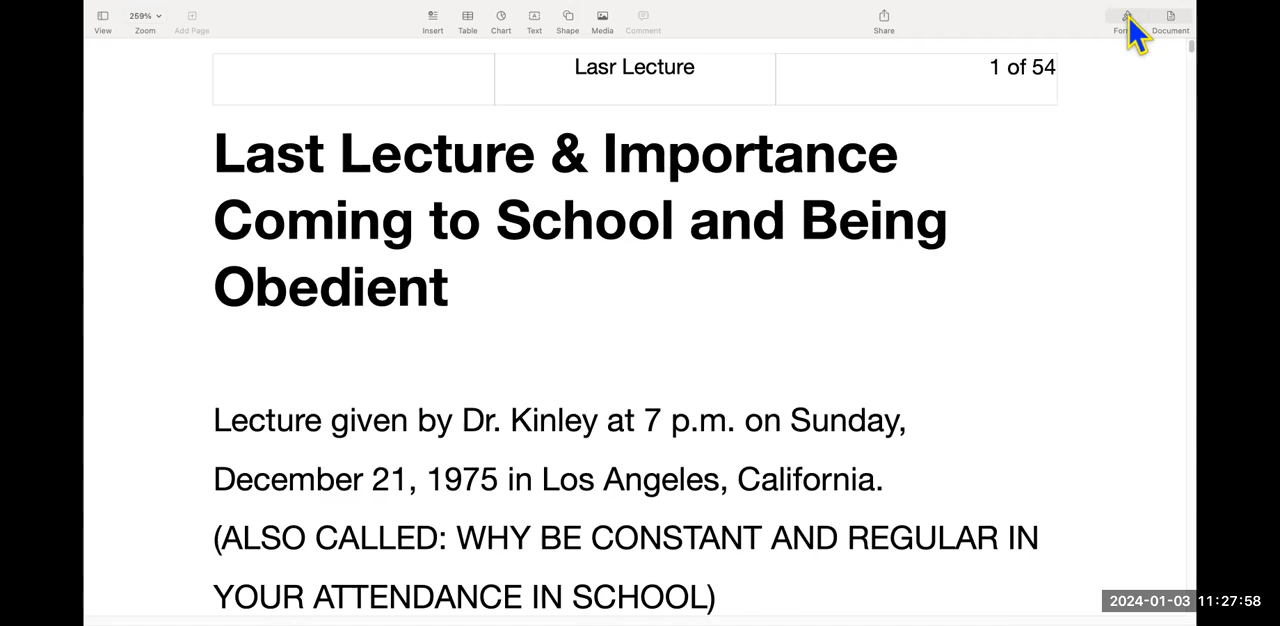 259%
View Zoom Add Page Insert Table Chart Text Shape Media Comment Share Document
Lasr Lecture 1 of 54
Last Lecture & Importance
Coming to School and Being
Obedient
Lecture given by Dr. Kinley at 7 p.m. on Sunday,
December 21, 1975 in Los Angeles, California.
(ALSO CALLED: WHY BE CONSTANT AND REGULAR IN
YOUR ATTENDANCE IN SCHOOL)
2024-01-03 11:27:58